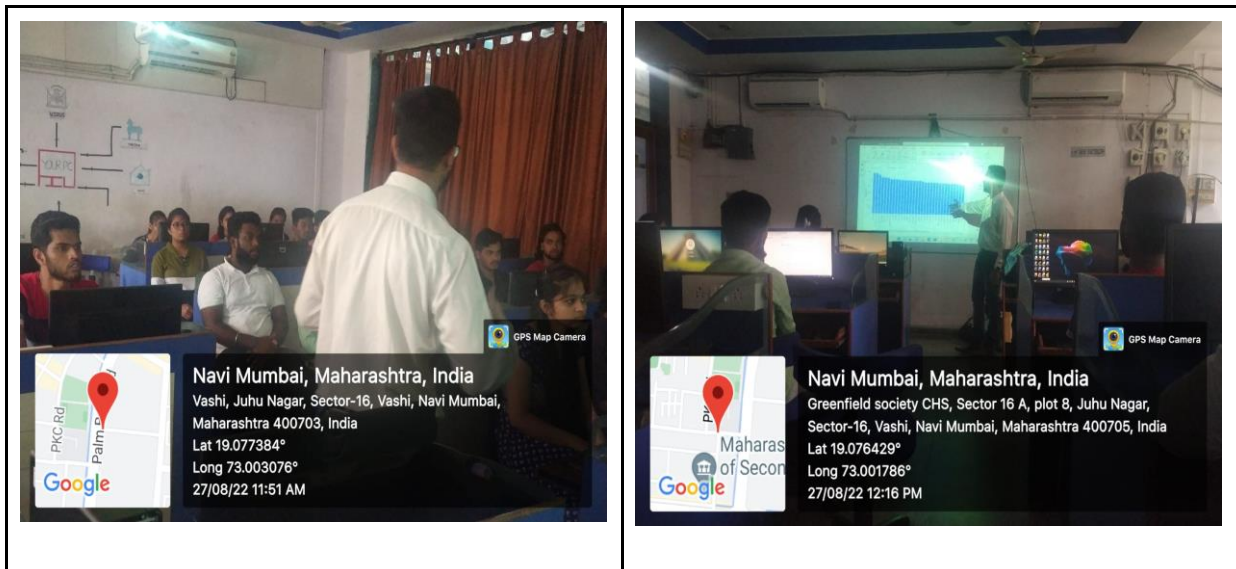 YOUR PC
GPS Map Camera
PKC.Rd
Google
Navi Mumbai, Maharashtra, India
Vashi, Juhu Nagar, Sector-16, Vashi, Navi Mumbai,
Maharashtra 400703, India
Lat 19.077384°
Long 73.003076°
27/08/22 11:51 AM
GPS Map Camera
Maharas
of Secon
Google
Navi Mumbai, Maharashtra, India
Greenfield society CHS, Sector 16 A, plot 8, Juhu Nagar,
Sector-16, Vashi, Navi Mumbai, Maharashtra 400705, India
Lat 19.076429°
Long 73.001786°
27/08/22 12:16 PM